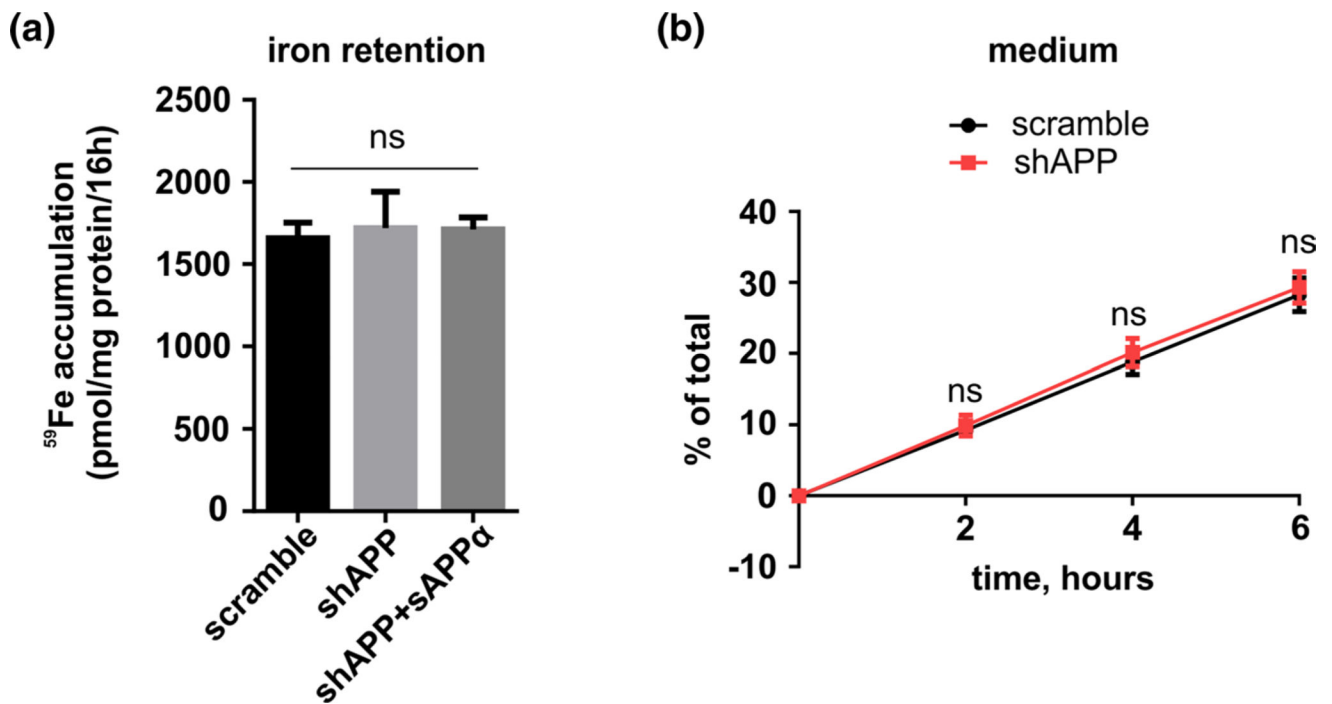 (a)
iron retention
⁵⁹Fe accumulation
(pmol/mg protein/16h)
2500
2000
1500
1000
500
0
ns
scramble
shAPP
shAPP+sAPPα
(b)
medium
scramble
shAPP
% of total
40
30
20
10
0
-10
ns
ns
ns
2
4
6
time, hours